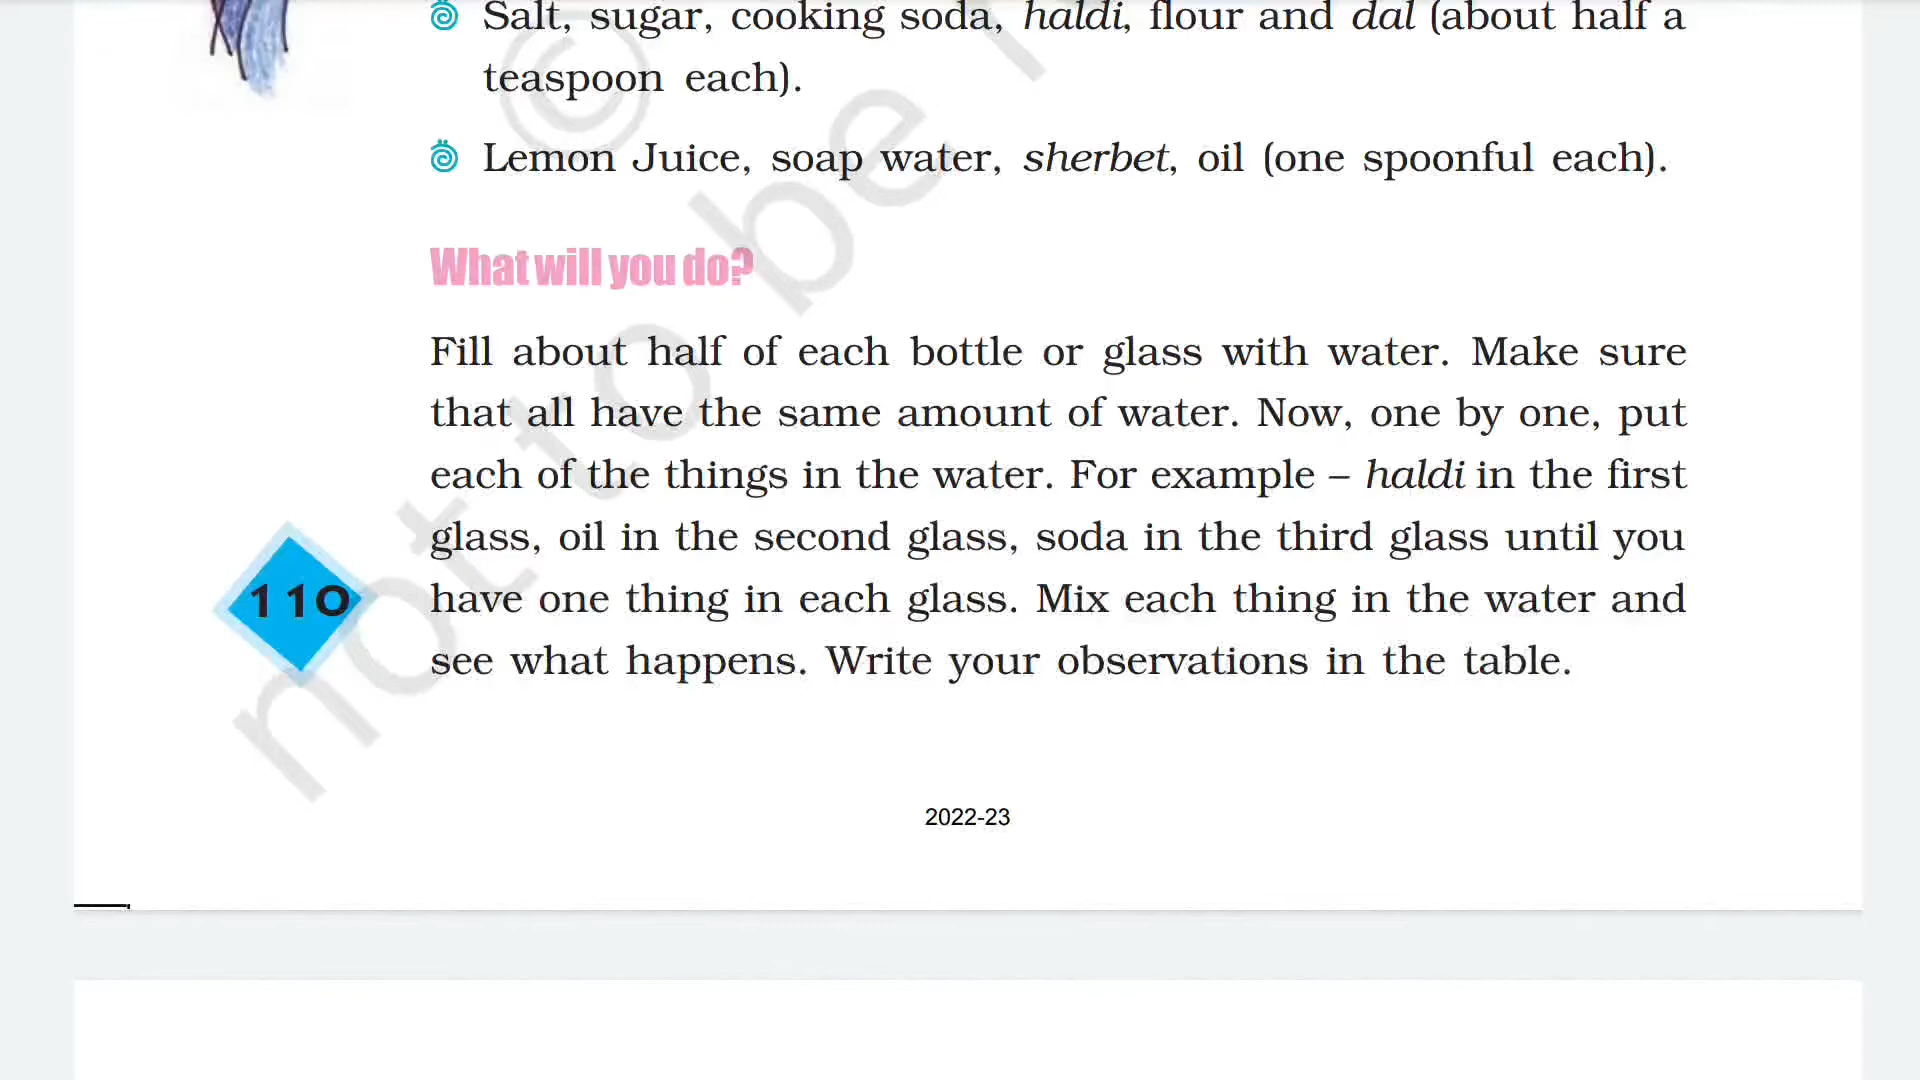 Salt, sugar, cooking soda, haldi, flour and dal (about half a
teaspoon each).
Lemon Juice, soap water, sherbet, oil (one spoonful each).
What will you do?
Fill about half of each bottle or glass with water. Make sure
that all have the same amount of water. Now, one by one, put
each of the things in the water. For example – haldi in the first
glass, oil in the second glass, soda in the third glass until you
have one thing in each glass. Mix each thing in the water and
see what happens. Write your observations in the table.
110
2022-23
©
not to be